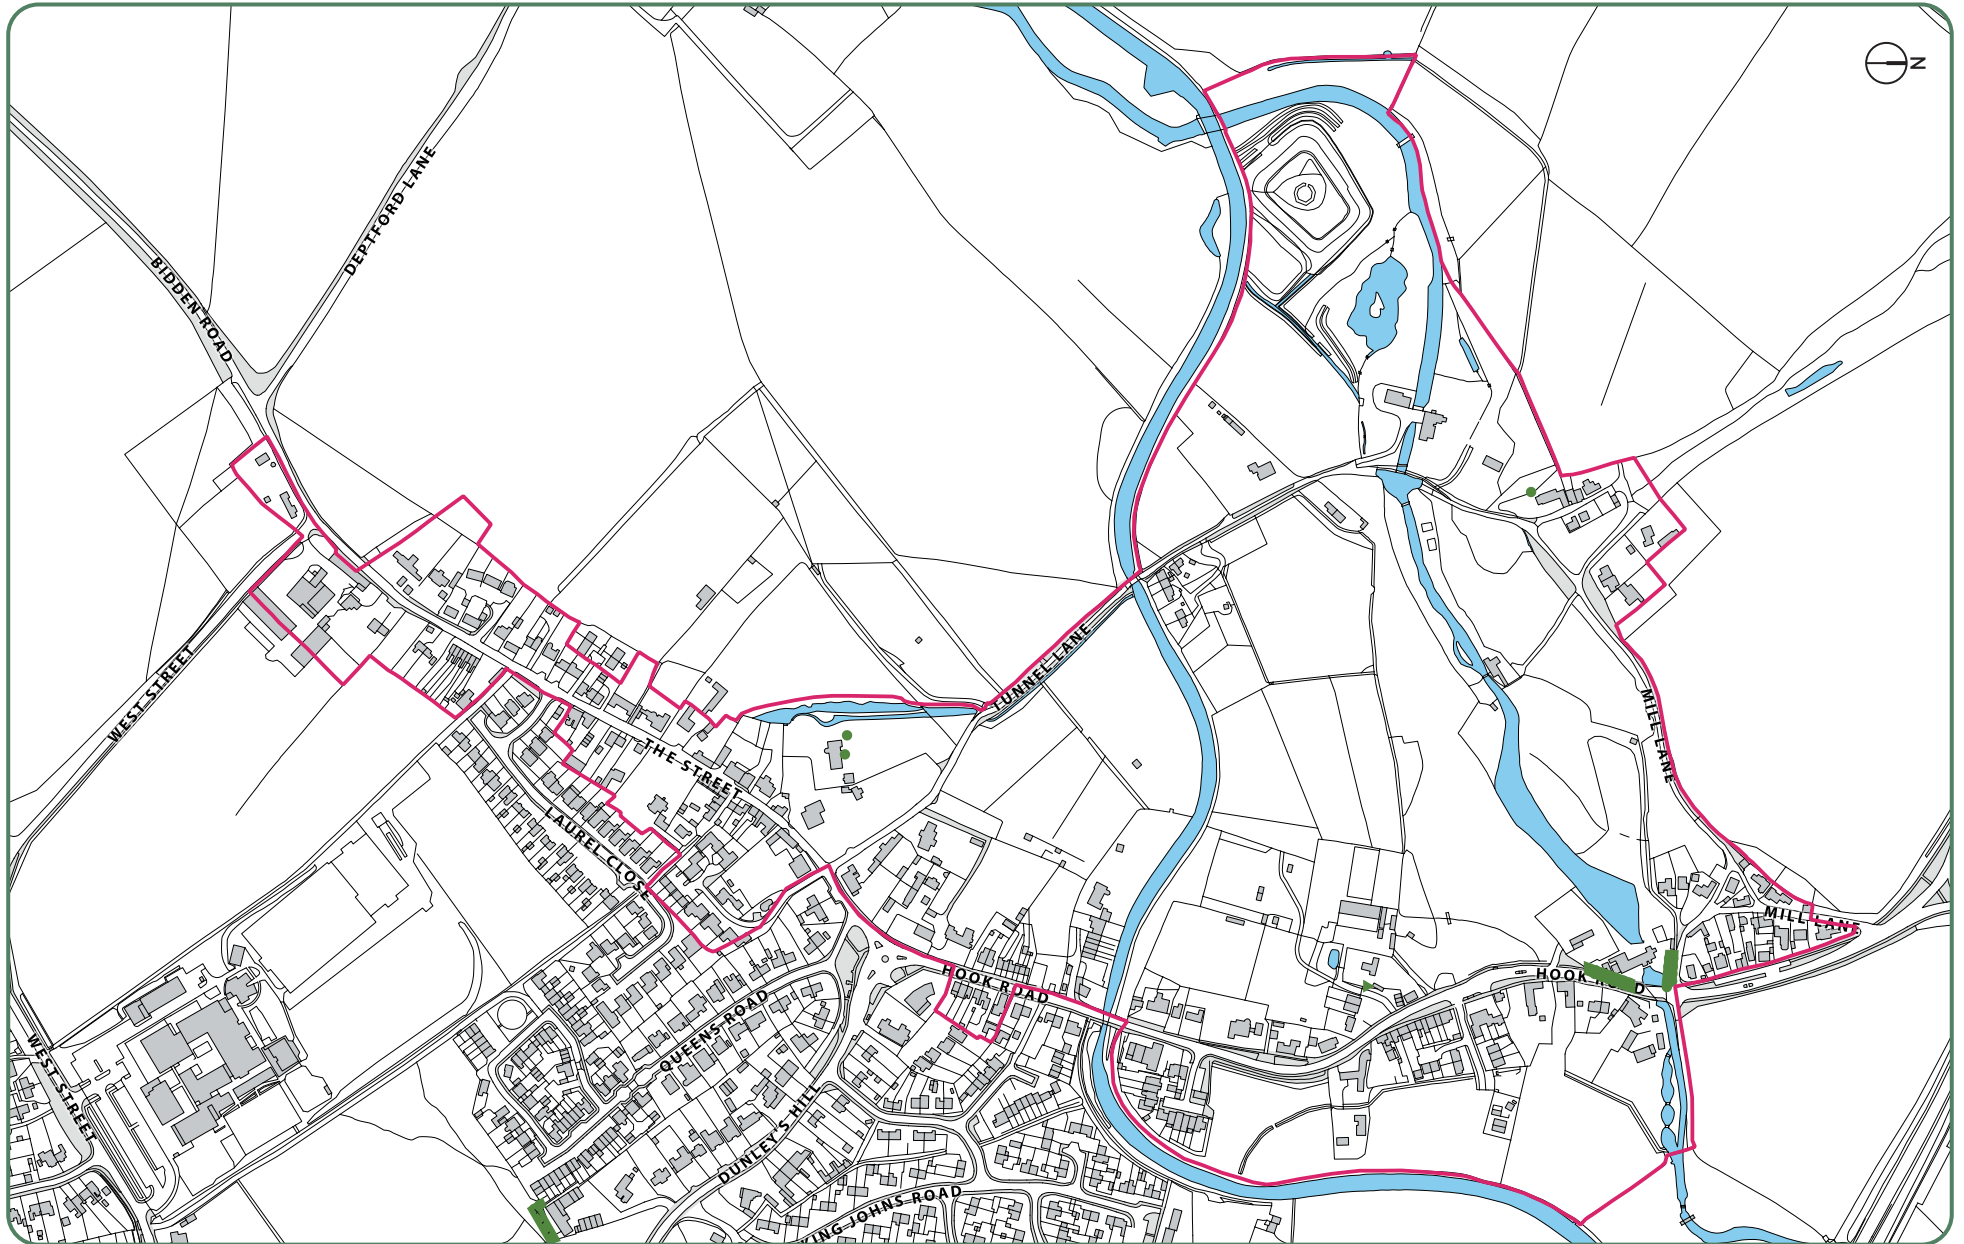 N
DEPTFORD LANE
BIDDEN ROAD
TUNNEL LANE
WEST STREET
MILL LANE
THE STREET
LAUREL CLOSE
MILL LANE
HOOK ROAD
HOOK ROAD
QUEENS ROAD
WEST STREET
DUNLEY'S HILL
KING JOHNS ROAD